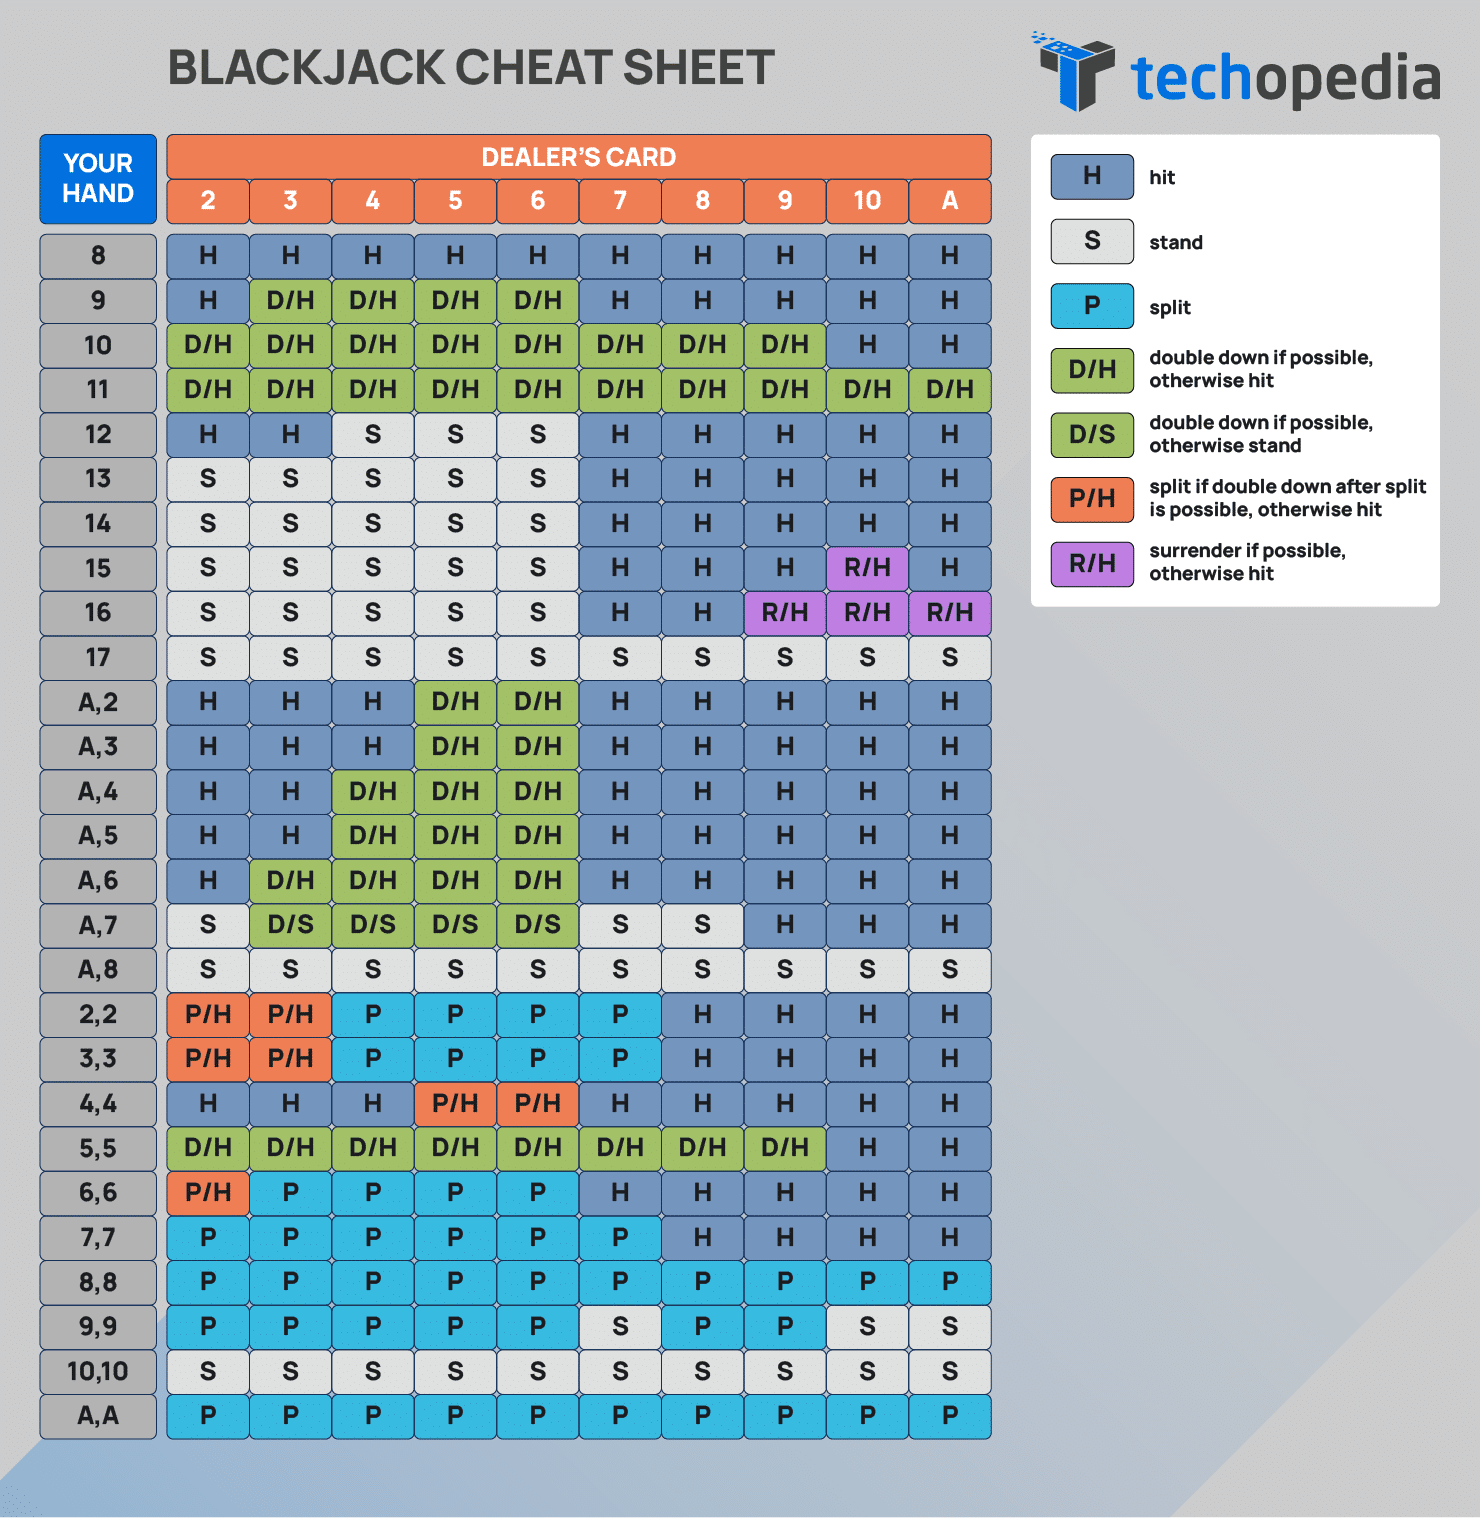 BLACKJACK CHEAT SHEET
techopedia
YOUR
HAND
DEALER'S CARD
2 3 4 5 6 7 8 9 10 A
8 H H H H H H H H H H
9 H D/H D/H D/H D/H H H H H H
10 D/H D/H D/H D/H D/H D/H D/H D/H H H
11 D/H D/H D/H D/H D/H D/H D/H D/H D/H D/H
12 H H S S S H H H H H
13 S S S S S H H H H H
14 S S S S S H H H H H
15 S S S S S H H H R/H H
16 S S S S S H H R/H R/H R/H
17 S S S S S S S S S S
A,2 H H H D/H D/H H H H H H
A,3 H H H D/H D/H H H H H H
A,4 H H D/H D/H D/H H H H H H
A,5 H H D/H D/H D/H H H H H H
A,6 H D/H D/H D/H D/H H H H H H
A,7 S D/S D/S D/S D/S S S H H H
A,8 S S S S S S S S S S
2,2 P/H P/H P P P P H H H H
3,3 P/H P/H P P P P H H H H
4,4 H H H P/H P/H H H H H H
5,5 D/H D/H D/H D/H D/H D/H D/H D/H H H
6,6 P/H P P P P H H H H H
7,7 P P P P P P H H H H
8,8 P P P P P P P P P P
9,9 P P P P P S P P S S
10,10 S S S S S S S S S S
A,A P P P P P P P P P P
H hit
S stand
P split
D/H double down if possible,
otherwise hit
D/S double down if possible,
otherwise stand
P/H split if double down after split
is possible, otherwise hit
R/H surrender if possible,
otherwise hit